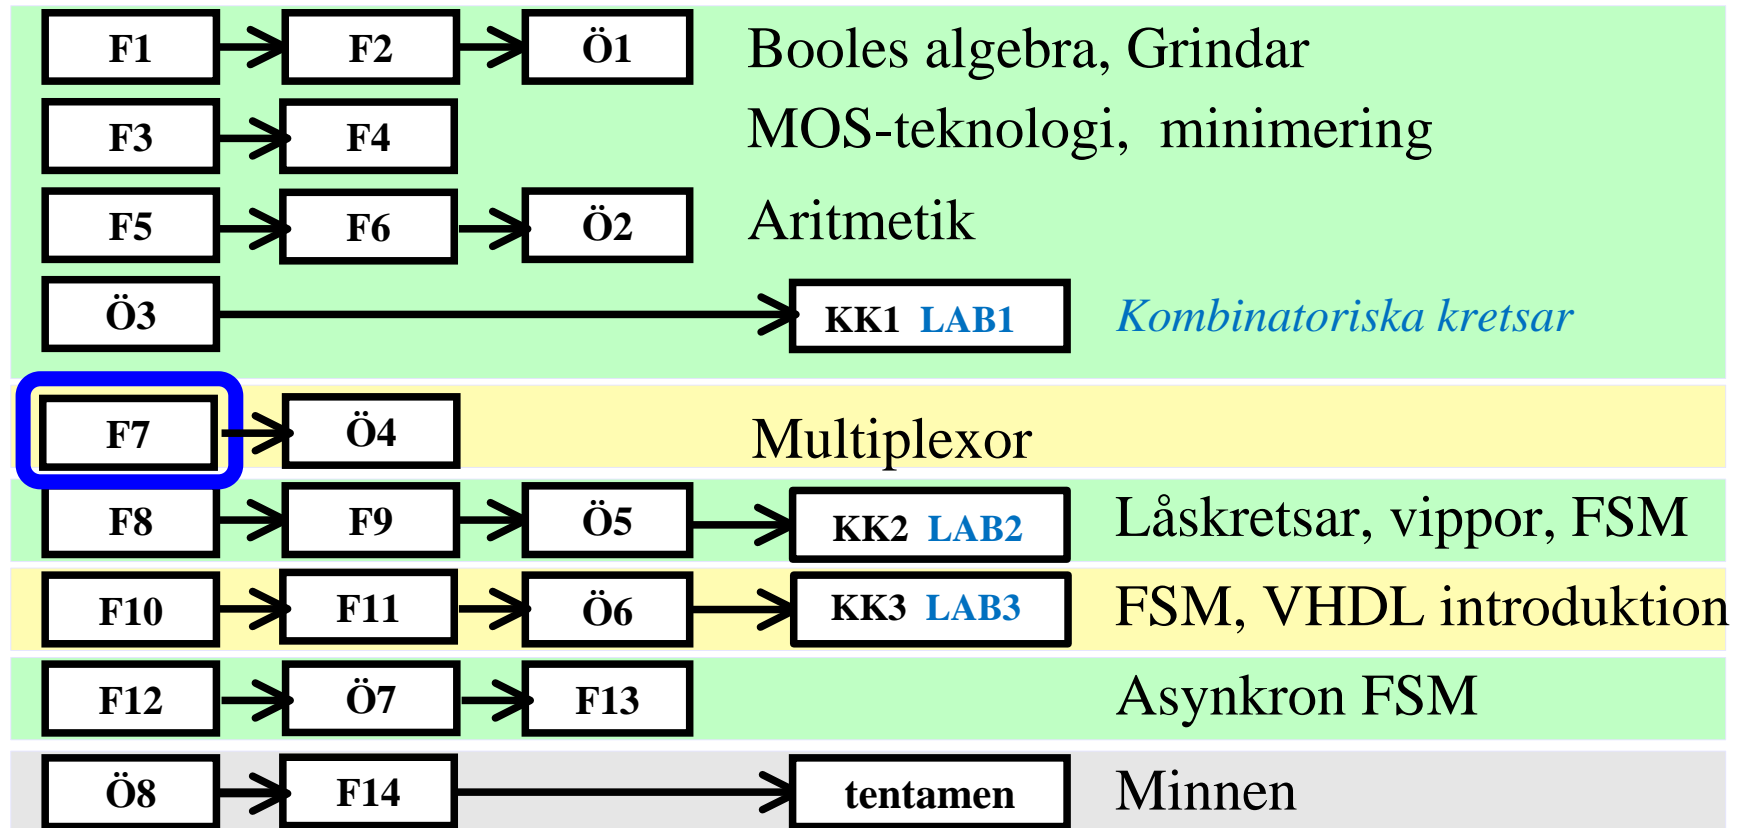 F1 F2 Ö1 Booles algebra, Grindar
F3 F4 MOS-teknologi, minimering
F5 F6 Ö2 Aritmetik
Ö3 KK1 LAB1 Kombinatoriska kretsar
F7 Ö4 Multiplexor
F8 F9 Ö5 KK2 LAB2 Låskretsar, vippor, FSM
F10 F11 Ö6 KK3 LAB3 FSM, VHDL introduktion
F12 Ö7 F13 Asynkron FSM
Ö8 F14 tentamen Minnen